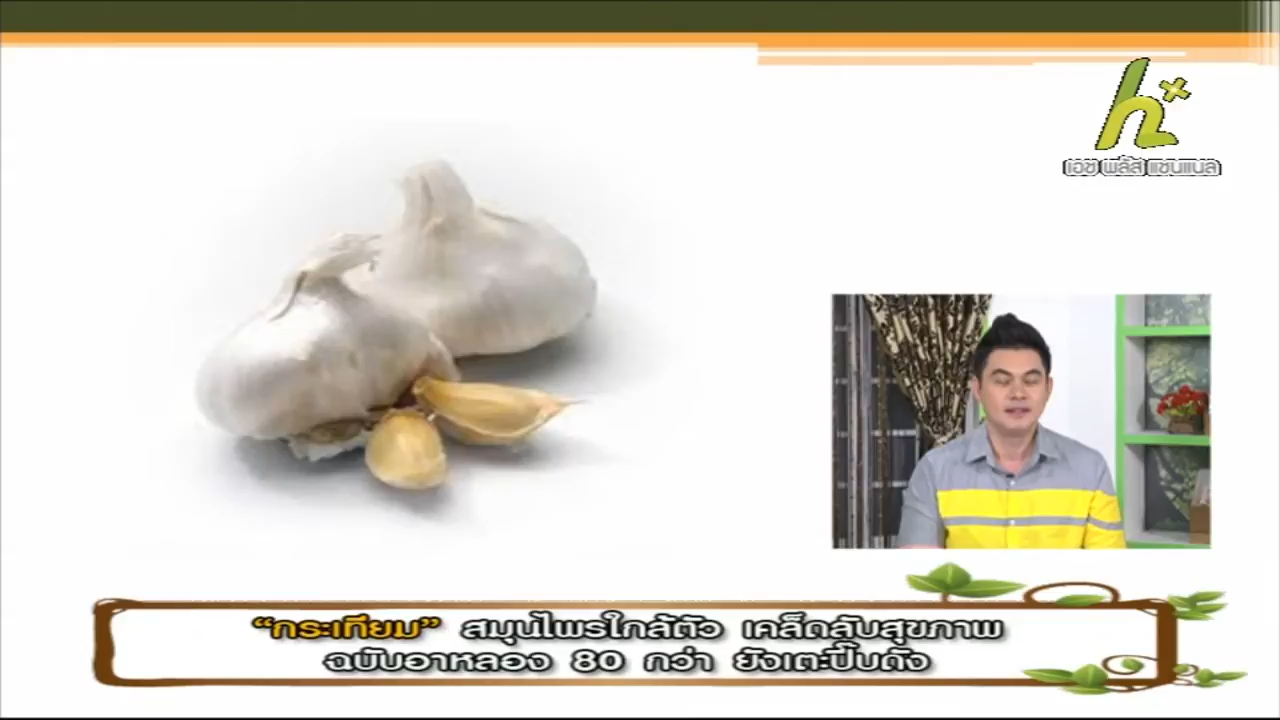 h+
เอช พลัส แชนแนล
“กระเทียม” สมุนไพรใกล้ตัว เคล็ดลับสุขภาพ
ฉบับอาหลอง 80 กว่า ยังเตะปี๊บดัง